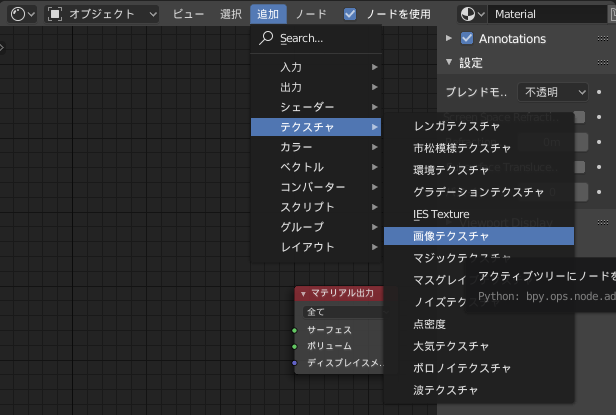 オブジェクト ビュー 選択 追加 ノード ノードを使用 Material
Search...
入力
出力
シェーダー
テクスチャ
カラー
ベクトル
コンバーター
スクリプト
グループ
レイアウト
レンガテクスチャ
市松模様テクスチャ
環境テクスチャ
グラデーションテクスチャ
IES Texture
画像テクスチャ
マジックテクスチャ
マスグレイ
ノイズテク
点密度
大気テクスチャ
ボロノイテクスチャ
波テクスチャ
アクティブツリーにノードを
Python: bpy.ops.node.ad
Annotations
設定
ブレンドモ.. 不透明
Viewport Display
マテリアル出力
全て
サーフェス
ボリューム
ディスプレイスメ..